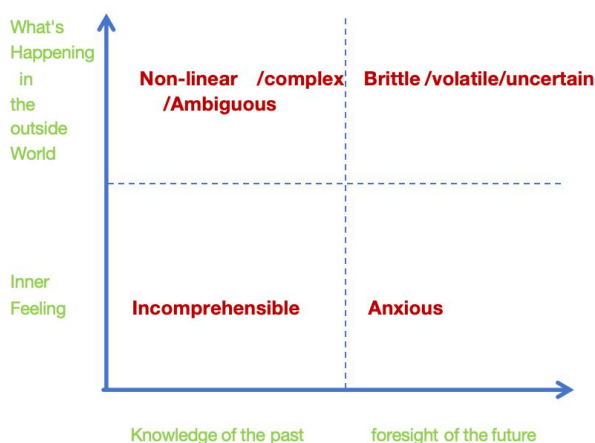 What's
Happening
in
the
outside
World
Non-linear /complex
/Ambiguous
Brittle /volatile/uncertain
Inner
Feeling
Incomprehensible
Anxious
Knowledge of the past
foresight of the future